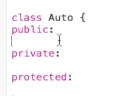 class Auto {
public:
private:
protected: